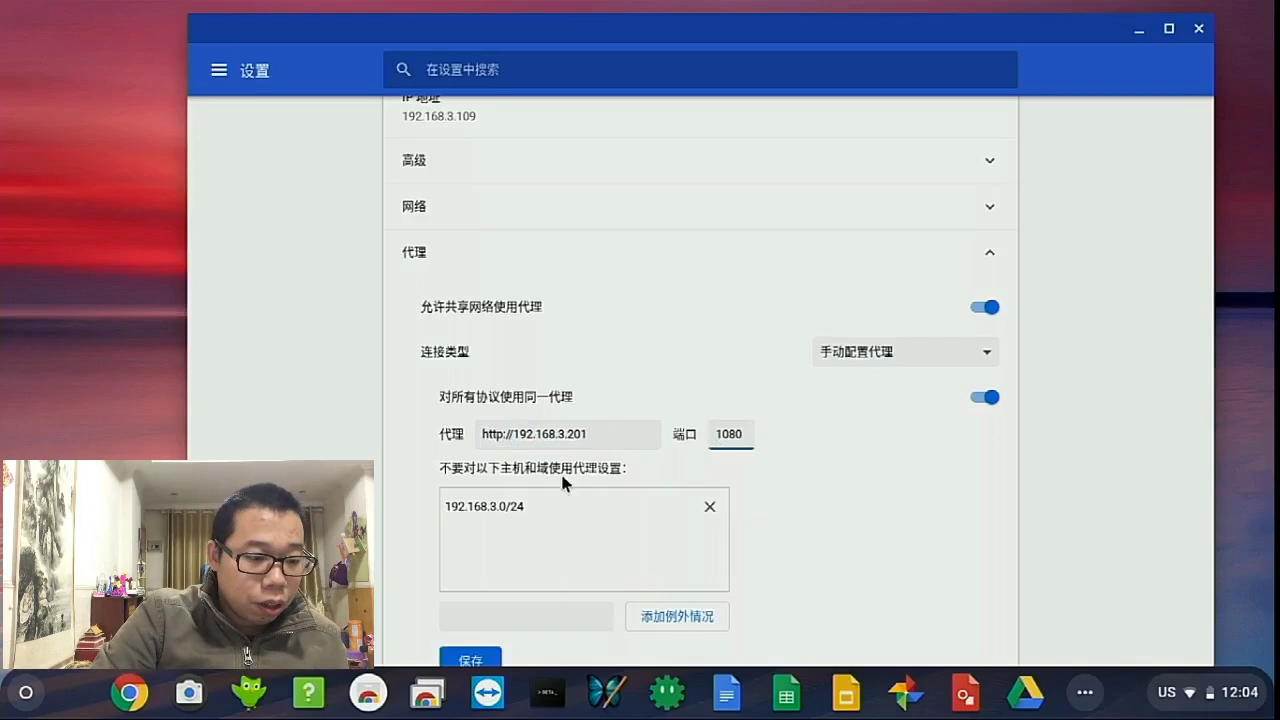 设置
在设置中搜索
IP 地址
192.168.3.109
高级
网络
代理
允许共享网络使用代理
连接类型
手动配置代理
对所有协议使用同一代理
代理 http://192.168.3.201 端口 1080
不要对以下主机和域使用代理设置：
192.168.3.0/24
添加例外情况
保存
>BETA_
US 12:04